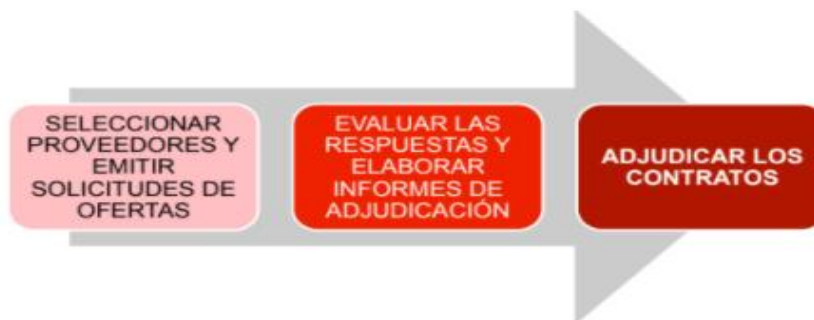 SELECCIONAR
PROVEEDORES Y
EMITIR
SOLICITUDES DE
OFERTAS
EVALUAR LAS
RESPUESTAS Y
ELABORAR
INFORMES DE
ADJUDICACIÓN
ADJUDICAR LOS
CONTRATOS